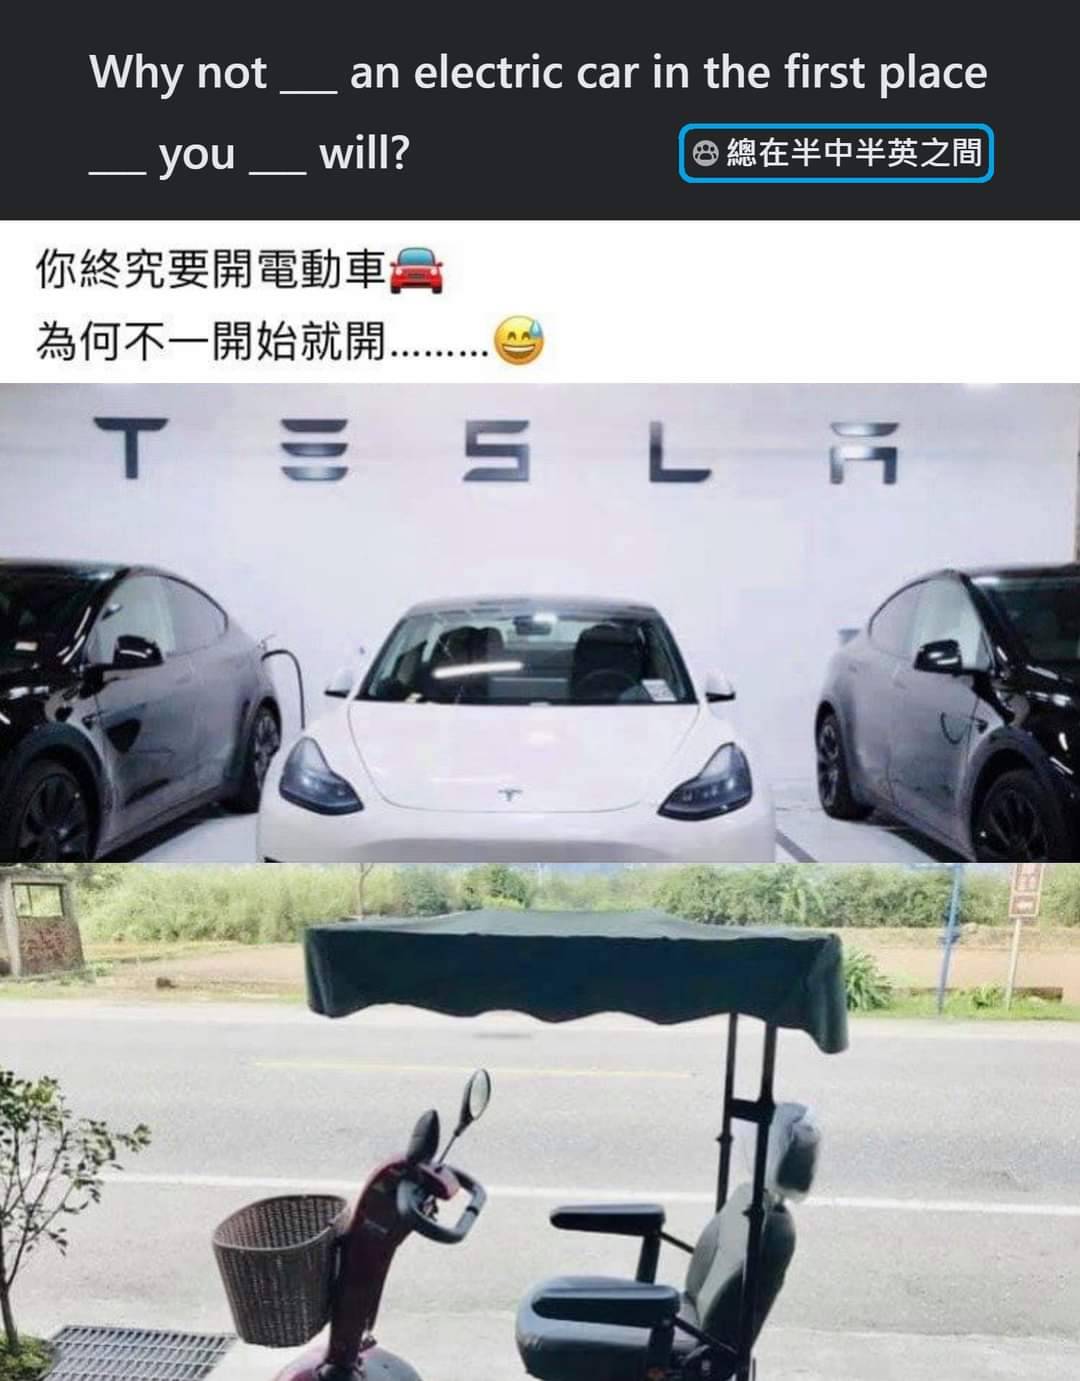 Why not ___ an electric car in the first place
___ you ___ will?
總在半中半英之間
你終究要開電動車🚗
為何不一開始就開.........😅
TESLA